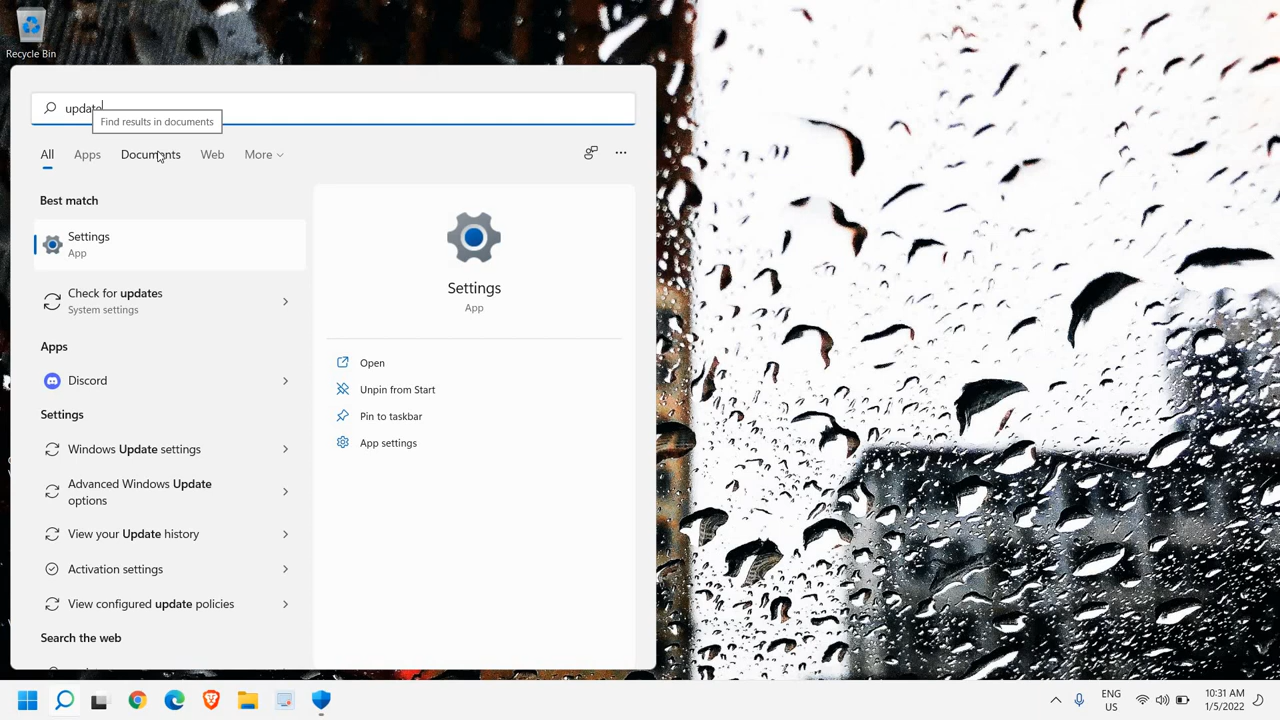 Recycle Bin
update
Find results in documents
All Apps Documents Web More
Best match
Settings
App
Check for updates
System settings
Apps
Discord
Settings
Windows Update settings
Advanced Windows Update
options
View your Update history
Activation settings
View configured update policies
Search the web
Settings
App
Open
Unpin from Start
Pin to taskbar
App settings
ENG
US
10:31 AM
1/5/2022